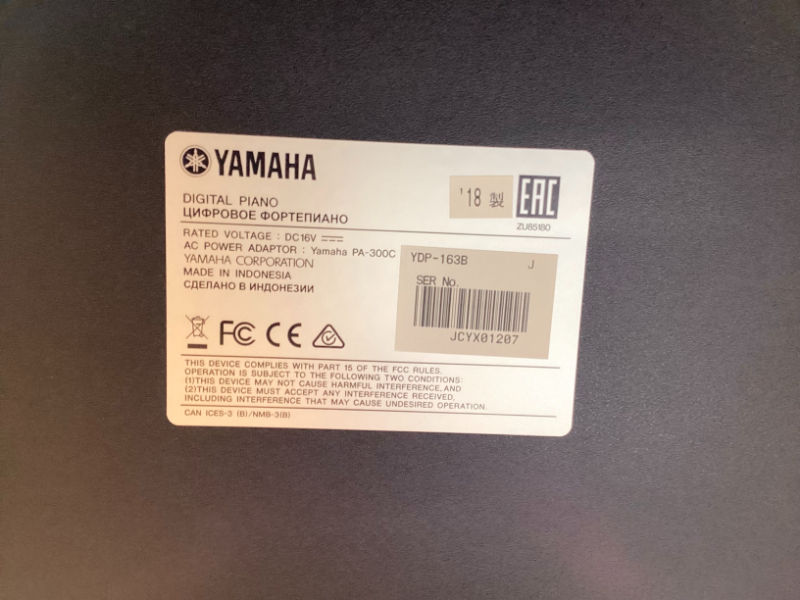 YAMAHA
DIGITAL PIANO
ЦИФРОВОЕ ФОРТЕПИАНО
'18 製
EAC
ZU85180
RATED VOLTAGE : DC16V
AC POWER ADAPTOR : Yamaha PA-300C
YAMAHA CORPORATION
MADE IN INDONESIA
СДЕЛАНО В ИНДОНЕЗИИ
YDP-163B J
SER No.
JCYX01207
FC CE
THIS DEVICE COMPLIES WITH PART 15 OF THE FCC RULES.
OPERATION IS SUBJECT TO THE FOLLOWING TWO CONDITIONS:
(1)THIS DEVICE MAY NOT CAUSE HARMFUL INTERFERENCE,AND
(2)THIS DEVICE MUST ACCEPT ANY INTERFERENCE RECEIVED,
INCLUDING INTERFERENCE THAT MAY CAUSE UNDESIRED OPERATION.
CAN ICES-3 (B)/NMB-3(B)